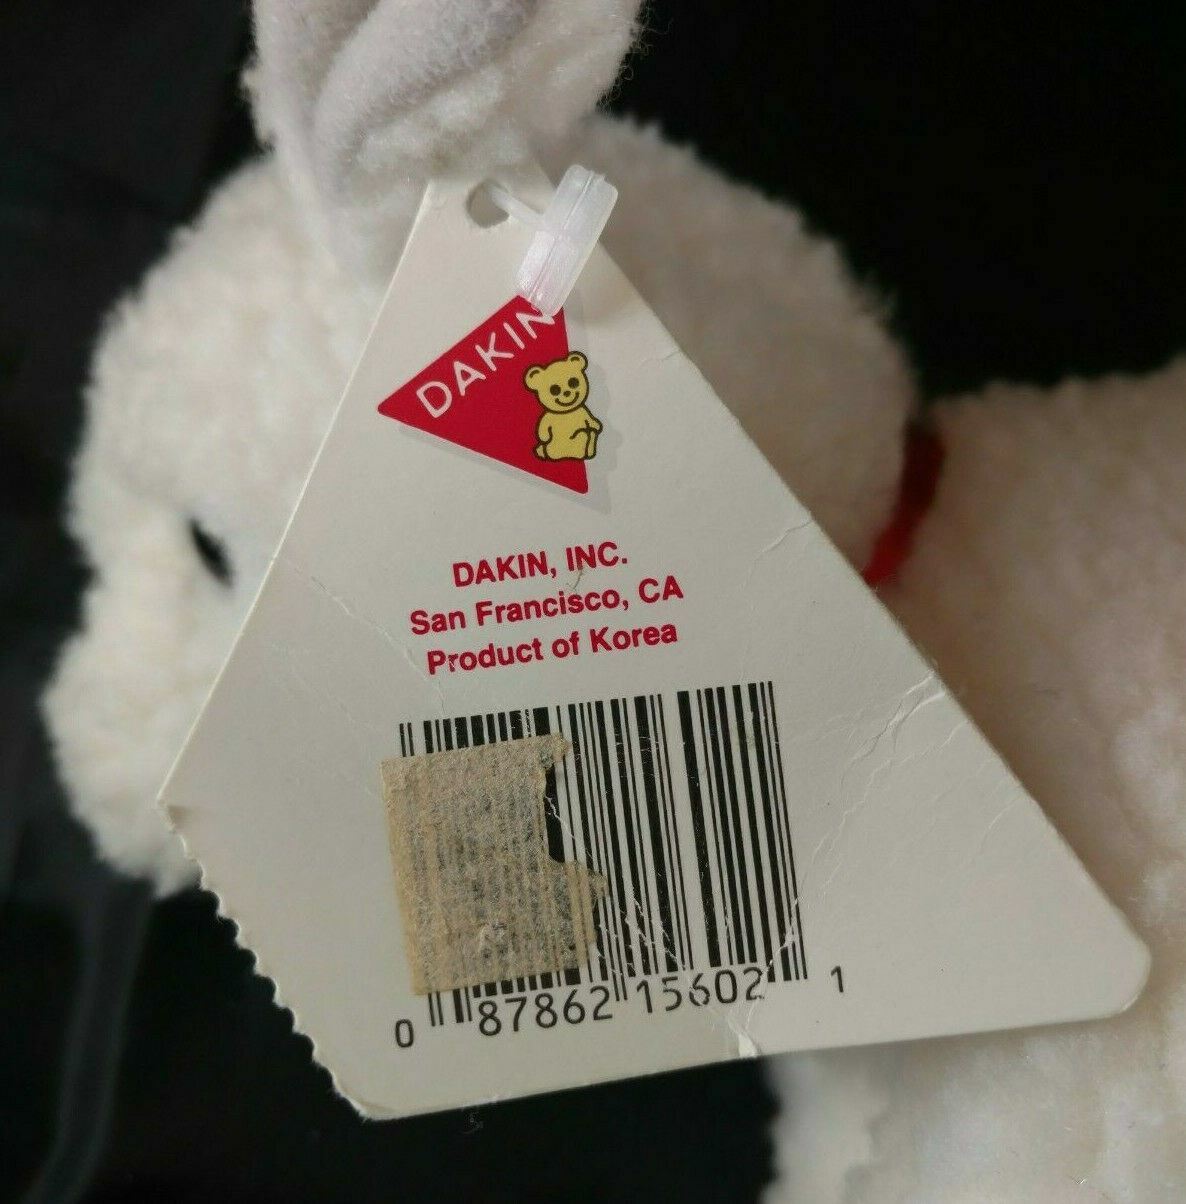 DAKIN
DAKIN, INC.
San Francisco, CA
Product of Korea
0 87862 15602 1